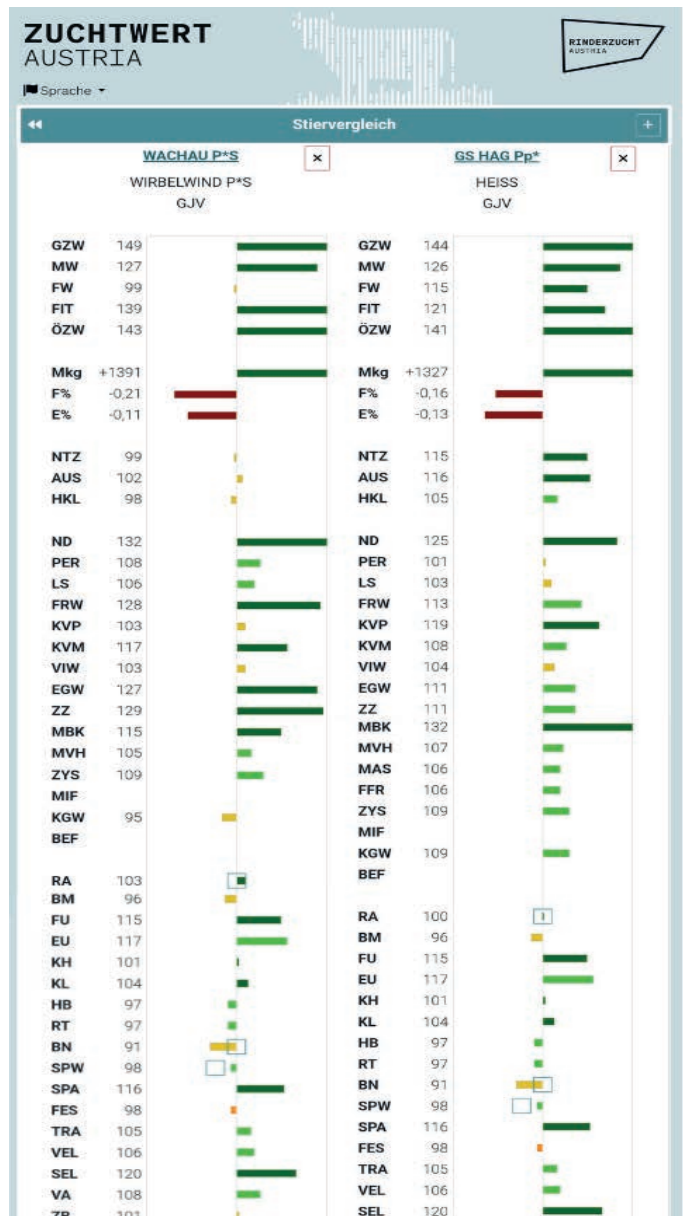 ZUCHTWERT
AUSTRIA
RINDERZUCHT
AUSTRIA
Sprache
Stiervergleich
+
WACHAU P*S
×
WIRBELWIND P*S
GJV
GZW 149
MW 127
FW 99
FIT 139
ÖZW 143
Mkg +1391
F% -0,21
E% -0,11
NTZ 99
AUS 102
HKL 98
ND 132
PER 108
LS 106
FRW 128
KVP 103
KVM 117
VIW 103
EGW 127
ZZ 129
MBK 115
MVH 105
ZYS 109
MIF
KGW 95
BEF
RA 103
BM 96
FU 115
EU 117
KH 101
KL 104
HB 97
RT 97
BN 91
SPW 98
SPA 116
FES 98
TRA 105
VEL 106
SEL 120
VA 108
ZB 101
GS HAG Pp*
×
HEISS
GJV
GZW 144
MW 126
FW 115
FIT 121
ÖZW 141
Mkg +1327
F% -0,16
E% -0,13
NTZ 115
AUS 116
HKL 105
ND 125
PER 101
LS 103
FRW 113
KVP 119
KVM 108
VIW 104
EGW 111
ZZ 111
MBK 132
MVH 107
MAS 106
FFR 106
ZYS 109
MIF
KGW 109
BEF
RA 100
BM 96
FU 115
EU 117
KH 101
KL 104
HB 97
RT 97
BN 91
SPW 98
SPA 116
FES 98
TRA 105
VEL 106
SEL 120